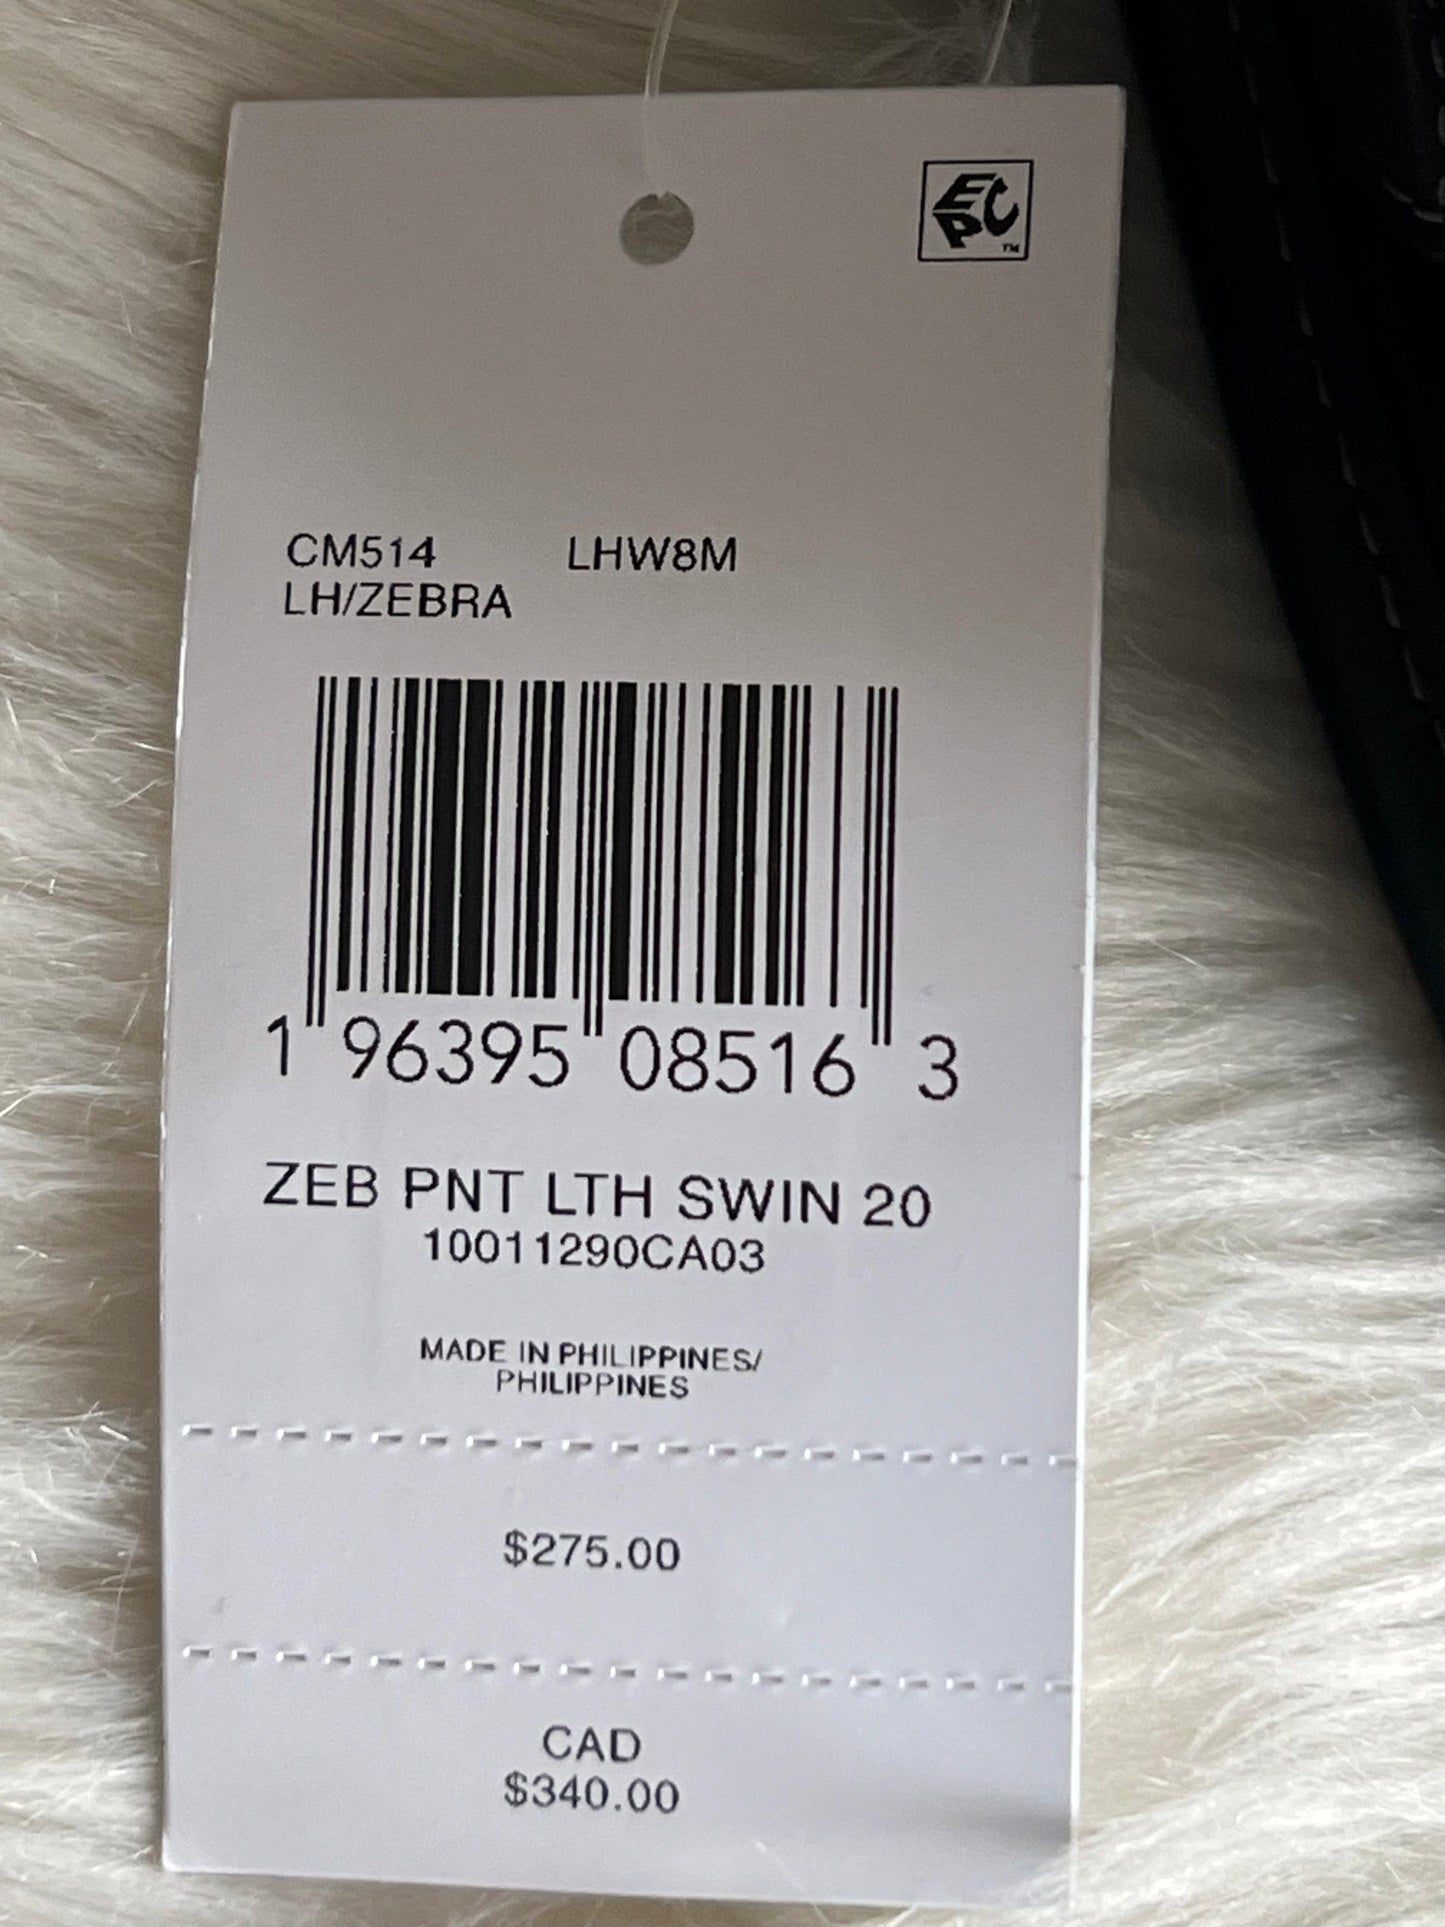 EPC™
CM514 LHW8M
LH/ZEBRA
1 96395 08516 3
ZEB PNT LTH SWIN 20
10011290CA03
MADE IN PHILIPPINES/
PHILIPPINES
$275.00
CAD
$340.00